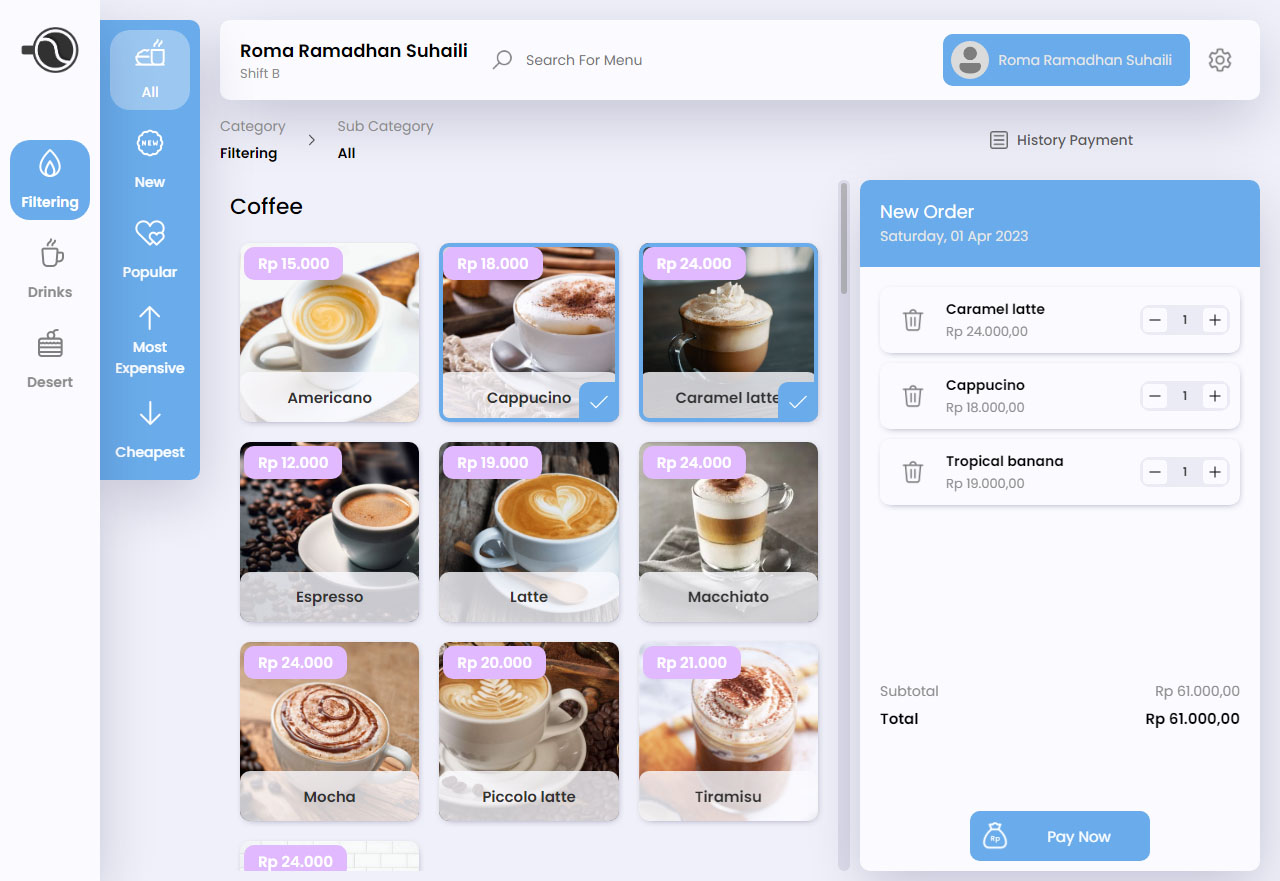 Filtering
Drinks
Desert
All
NEW
New
Popular
Most
Expensive
Cheapest
Roma Ramadhan Suhaili
Shift B
Search For Menu
Roma Ramadhan Suhaili
Category
Filtering
Sub Category
All
History Payment
Coffee
Rp 15.000
Americano
Rp 18.000
Cappucino
Rp 24.000
Caramel latte
Rp 12.000
Espresso
Rp 19.000
Latte
Rp 24.000
Macchiato
Rp 24.000
Mocha
Rp 20.000
Piccolo latte
Rp 21.000
Tiramisu
Rp 24.000
New Order
Saturday, 01 Apr 2023
Caramel latte
Rp 24.000,00
1
Cappucino
Rp 18.000,00
1
Tropical banana
Rp 19.000,00
1
Subtotal Rp 61.000,00
Total Rp 61.000,00
Rp
Pay Now